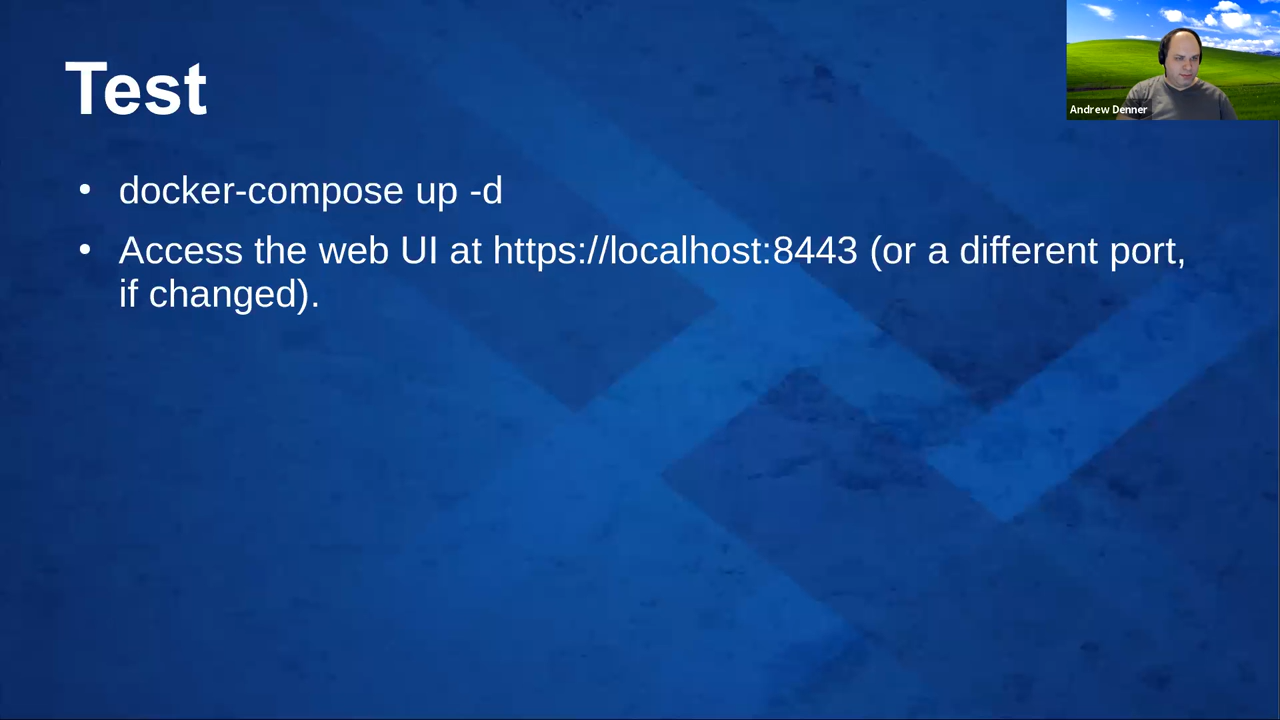 Test
Andrew Denner
• docker-compose up -d
• Access the web UI at https://localhost:8443 (or a different port,
if changed).